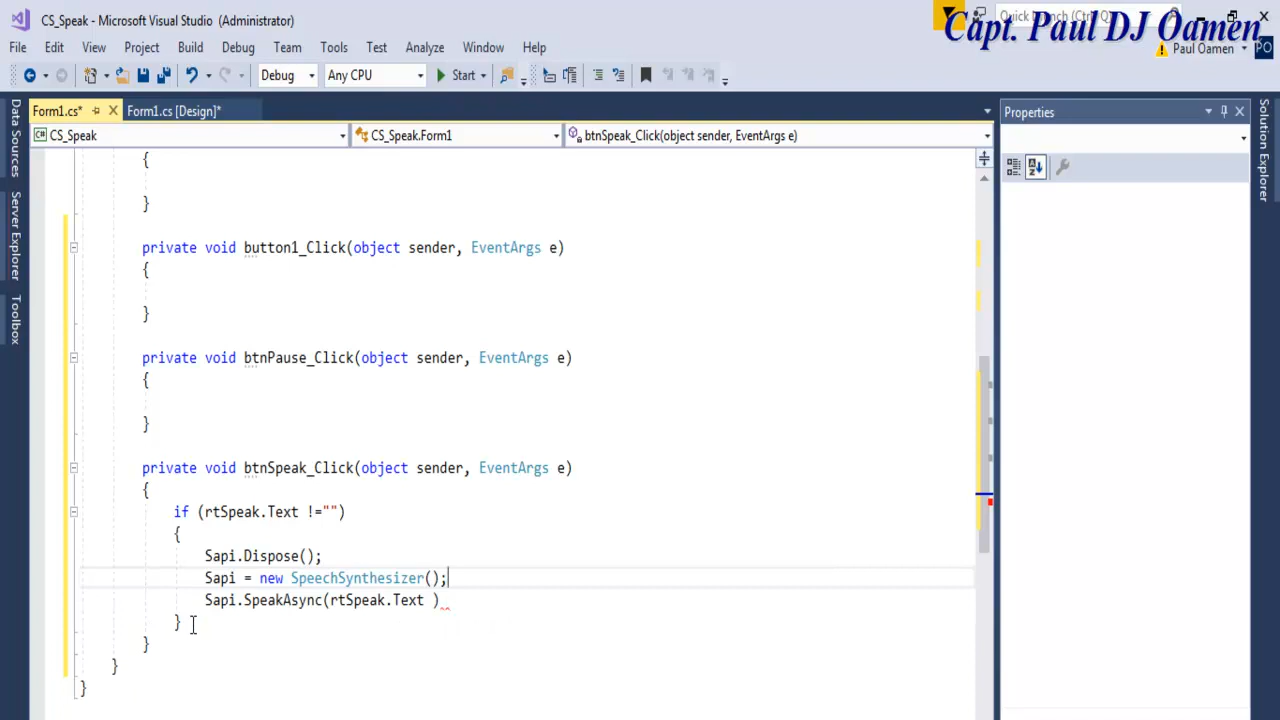 CS_Speak - Microsoft Visual Studio (Administrator)
Capt. Paul DJ Oamen
File Edit View Project Build Debug Team Tools Test Analyze Window Help
Paul Oamen PO
Debug Any CPU Start
Form1.cs* Form1.cs [Design]*
Properties
CS_Speak CS_Speak.Form1 btnSpeak_Click(object sender, EventArgs e)
Data Sources
Server Explorer
Toolbox
Solution Explorer
{
}
private void button1_Click(object sender, EventArgs e)
{
}
private void btnPause_Click(object sender, EventArgs e)
{
}
private void btnSpeak_Click(object sender, EventArgs e)
{
if (rtSpeak.Text !="")
{
Sapi.Dispose();
Sapi = new SpeechSynthesizer();
Sapi.SpeakAsync(rtSpeak.Text )
}
}
}
}